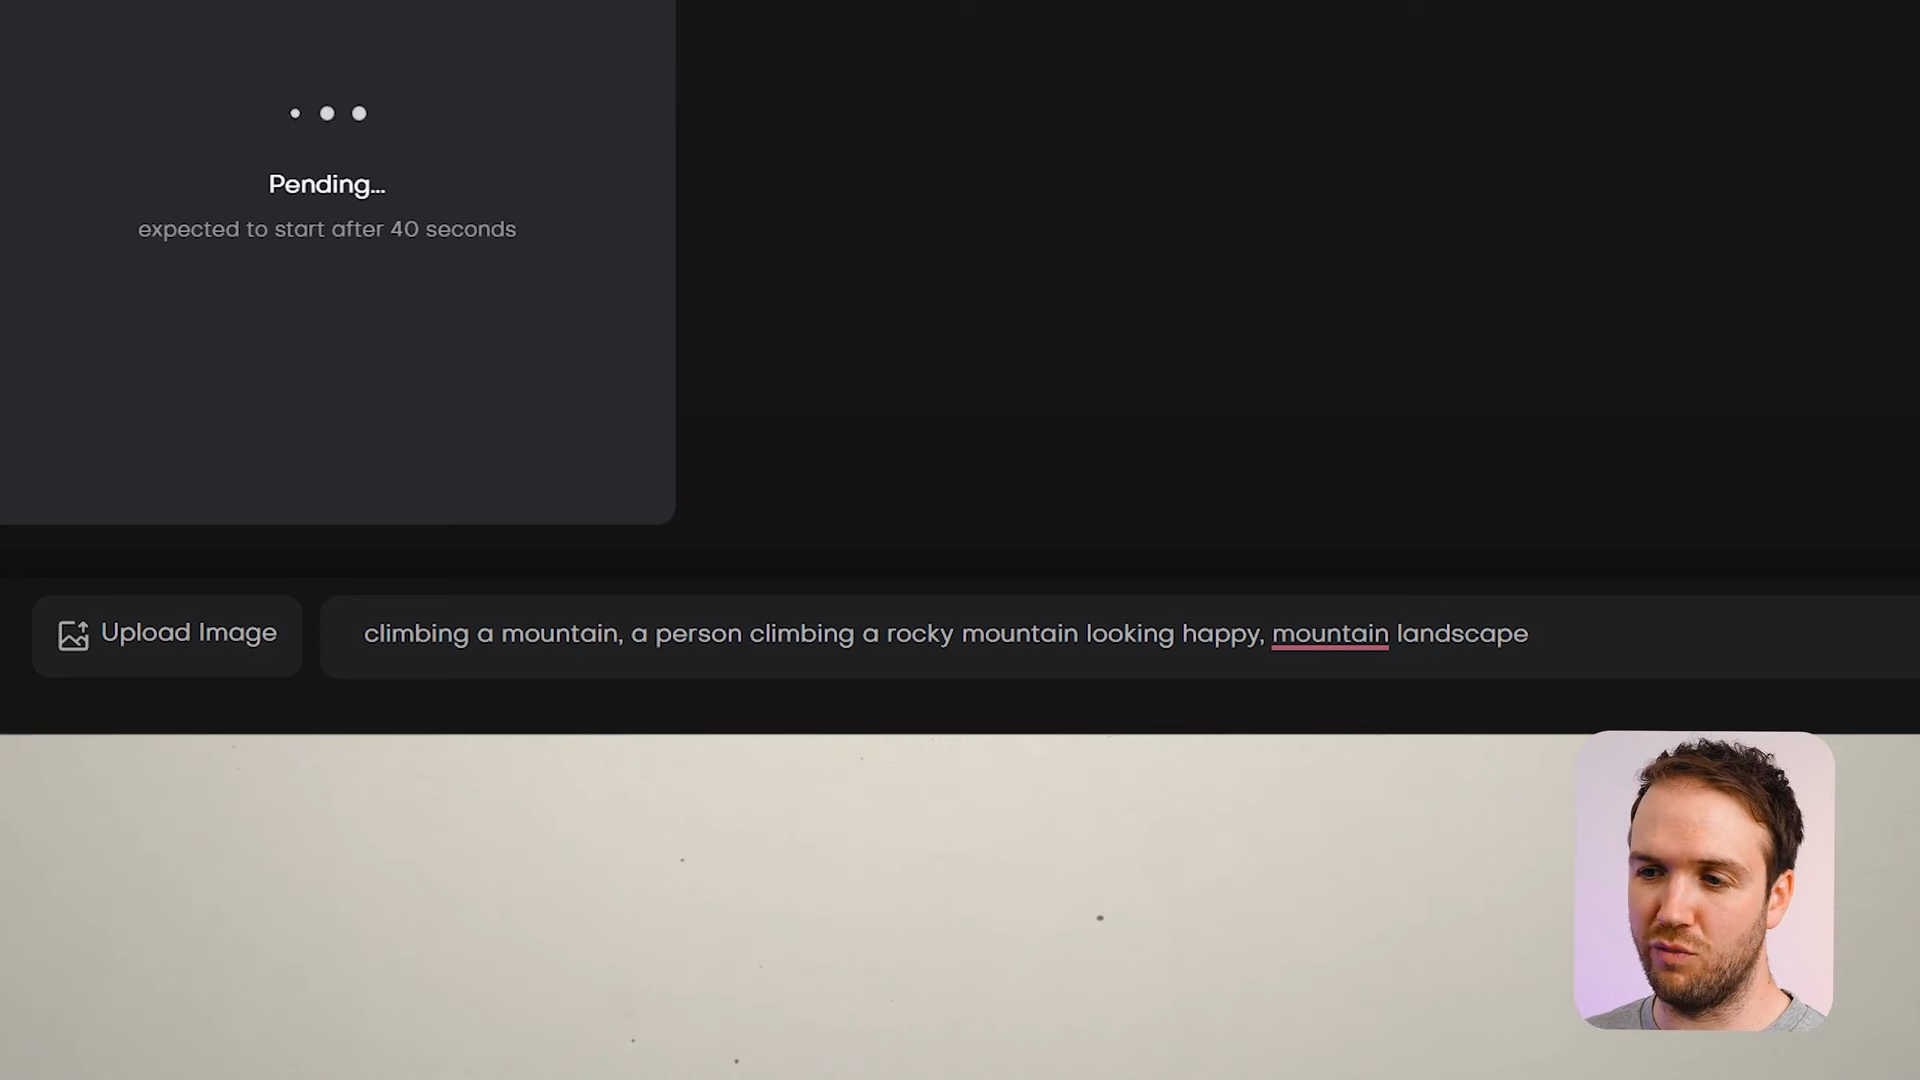 Pending...
expected to start after 40 seconds
Upload Image
climbing a mountain, a person climbing a rocky mountain looking happy, mountain landscape